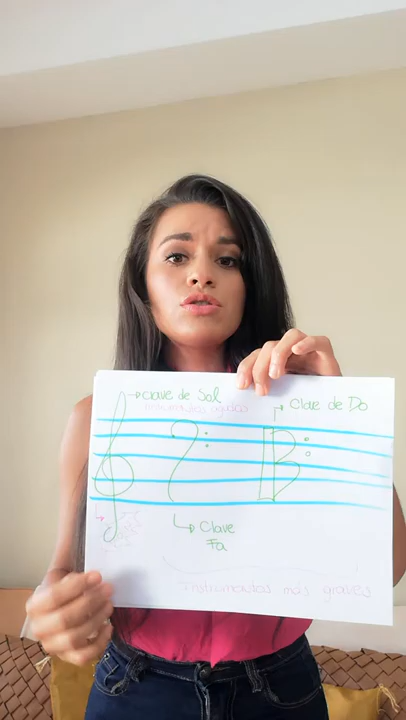 clave de Sol
instrumentos agudos
Clave de Do
Clave
Fa
instrumentos más graves